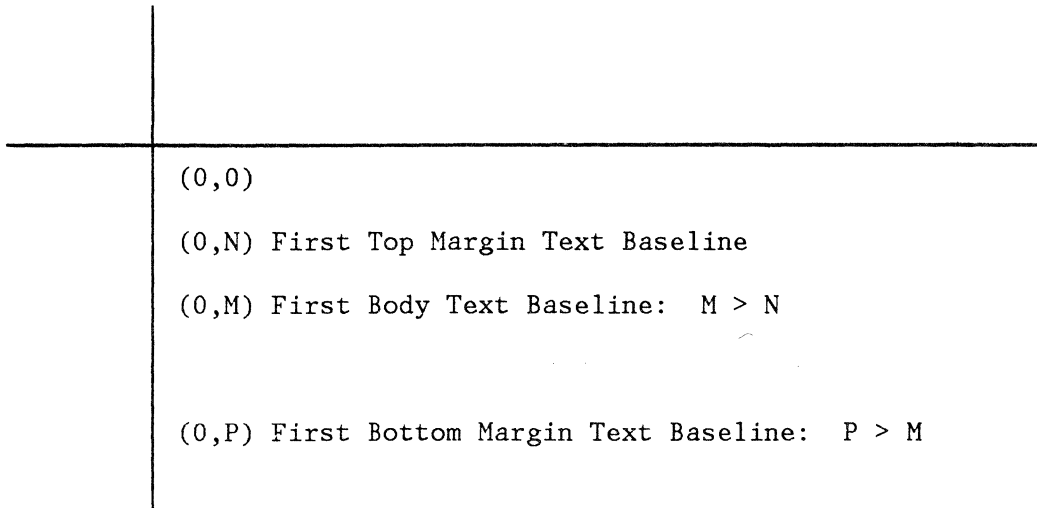 (0,0)
(0,N) First Top Margin Text Baseline
(0,M) First Body Text Baseline:  M > N
(0,P) First Bottom Margin Text Baseline:  P > M